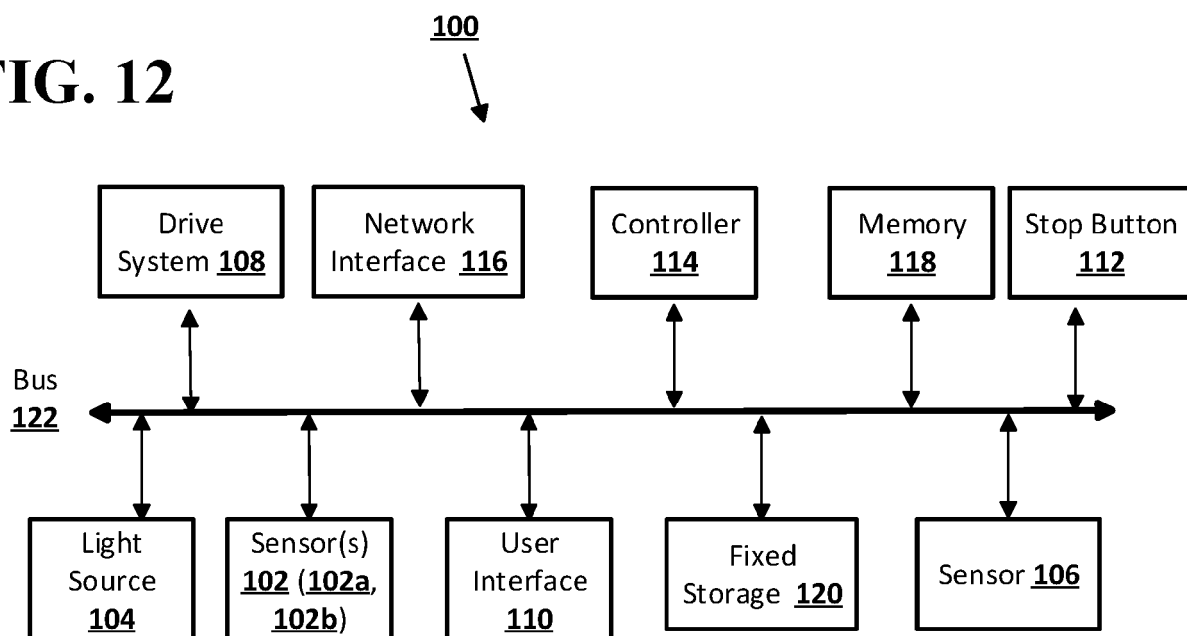 100
FIG. 12
Drive
System 108
Network
Interface 116
Controller
114
Memory
118
Stop Button
112
Bus
122
Light
Source
104
Sensor(s)
102 (102a,
102b)
User
Interface
110
Fixed
Storage 120
Sensor 106